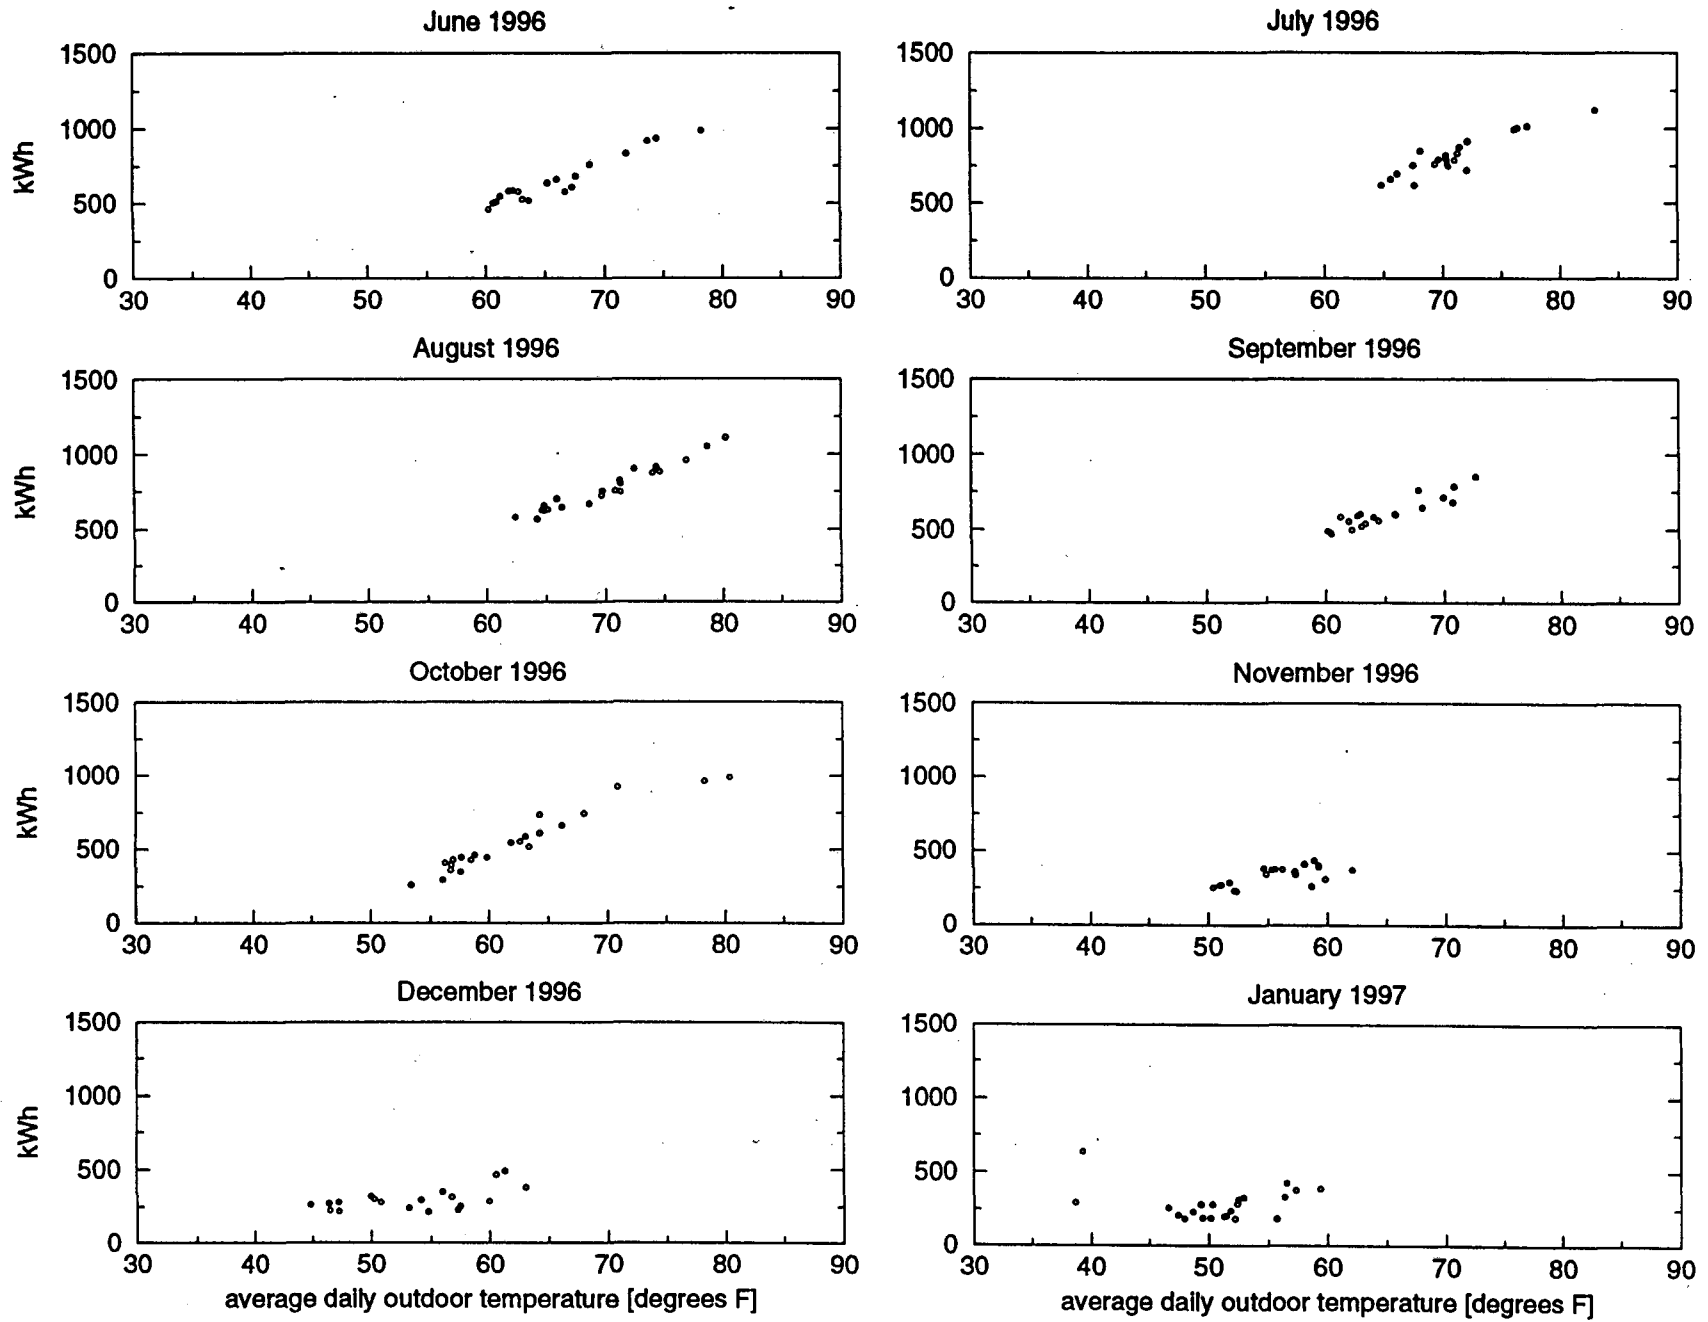 June 1996 July 1996
1500 1500
1000 1000
kWh
500 500
0 0
30 40 50 60 70 80 90 30 40 50 60 70 80 90
August 1996 September 1996
1500 1500
1000 1000
kWh
500 500
0 0
30 40 50 60 70 80 90 30 40 50 60 70 80 90
October 1996 November 1996
1500 1500
1000 1000
kWh
500 500
0 0
30 40 50 60 70 80 90 30 40 50 60 70 80 90
December 1996 January 1997
1500 1500
1000 1000
kWh
500 500
0 0
30 40 50 60 70 80 90 30 40 50 60 70 80 90
average daily outdoor temperature [degrees F] average daily outdoor temperature [degrees F]